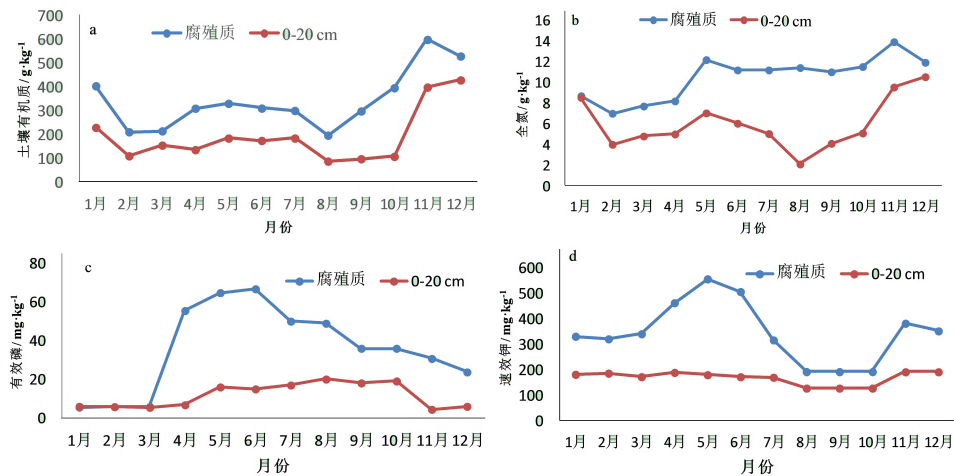 a
腐殖质
0-20 cm
土壤有机质/g·kg⁻¹
700
600
500
400
300
200
100
0
1月 2月 3月 4月 5月 6月 7月 8月 9月 10月 11月 12月
月份
b
腐殖质
0-20 cm
全氮/g·kg⁻¹
16
14
12
10
8
6
4
2
0
1月 2月 3月 4月 5月 6月 7月 8月 9月 10月 11月 12月
月份
c
腐殖质
0-20 cm
有效磷/mg·kg⁻¹
80
60
40
20
0
1月 2月 3月 4月 5月 6月 7月 8月 9月 10月 11月 12月
月份
d
腐殖质
0-20 cm
速效钾/mg·kg⁻¹
600
500
400
300
200
100
0
1月 2月 3月 4月 5月 6月 7月 8月 9月 10月 11月 12月
月份